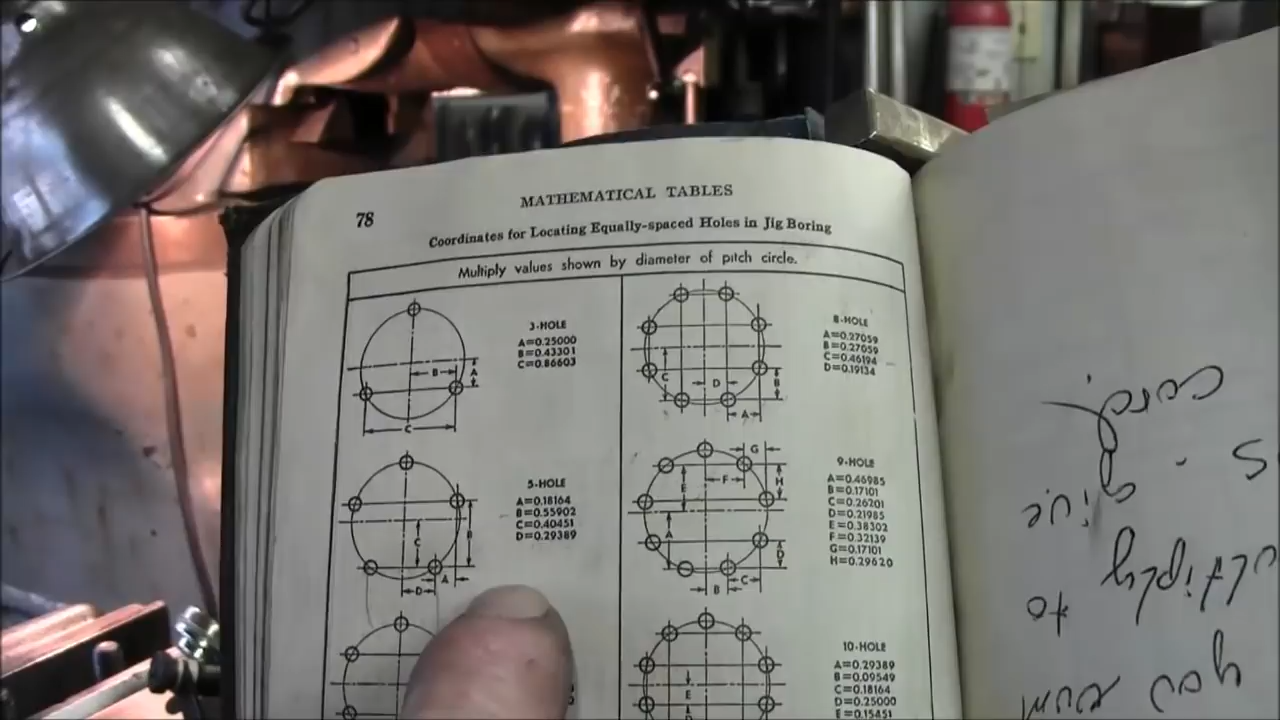 78
MATHEMATICAL TABLES
Coordinates for Locating Equally-spaced Holes in Jig Boring
Multiply values shown by diameter of pitch circle.
3-HOLE
A=0.25000
B=0.43301
C=0.86603
A
B
C
5-HOLE
A=0.18164
B=0.55902
C=0.40451
D=0.29389
C
B
A
D
8-HOLE
A=0.27059
B=0.27059
C=0.46194
D=0.19134
C
D
B
A
9-HOLE
A=0.46985
B=0.17101
C=0.26201
D=0.21985
E=0.38302
F=0.32139
G=0.17101
H=0.29620
G
E
F
H
A
D
B
C
10-HOLE
A=0.29389
B=0.09549
C=0.18164
D=0.25000
E=0.15451
E
D
you
to
give
card.